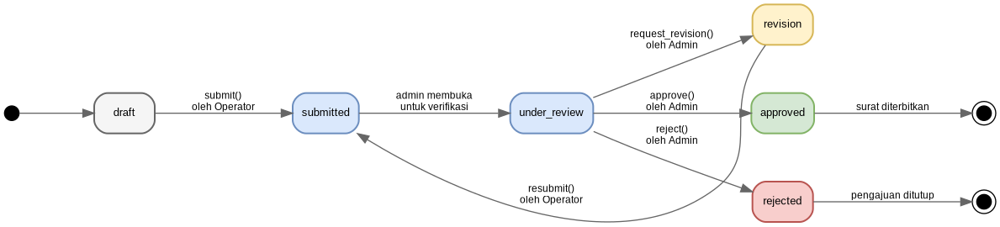 draft
submit()
oleh Operator
submitted
admin membuka
untuk verifikasi
under_review
request_revision()
oleh Admin
revision
approve()
oleh Admin
approved
surat diterbitkan
reject()
oleh Admin
rejected
pengajuan ditutup
resubmit()
oleh Operator